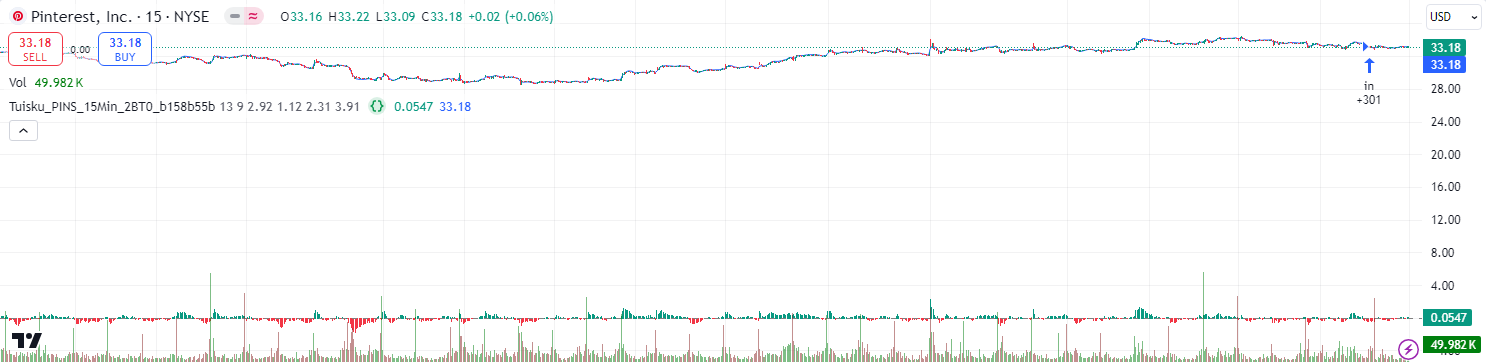 Pinterest, Inc. · 15 · NYSE
O33.16 H33.22 L33.09 C33.18 +0.02 (+0.06%)
USD
33.18
SELL
0.00
33.18
BUY
Vol 49.982 K
Tuisku_PINS_15Min_2BT0_b158b55b 13 9 2.92 1.12 2.31 3.91 {} 0.0547 33.18
in
+301
33.18
33.18
28.00
24.00
20.00
16.00
12.00
8.00
4.00
0.0547
49.982 K